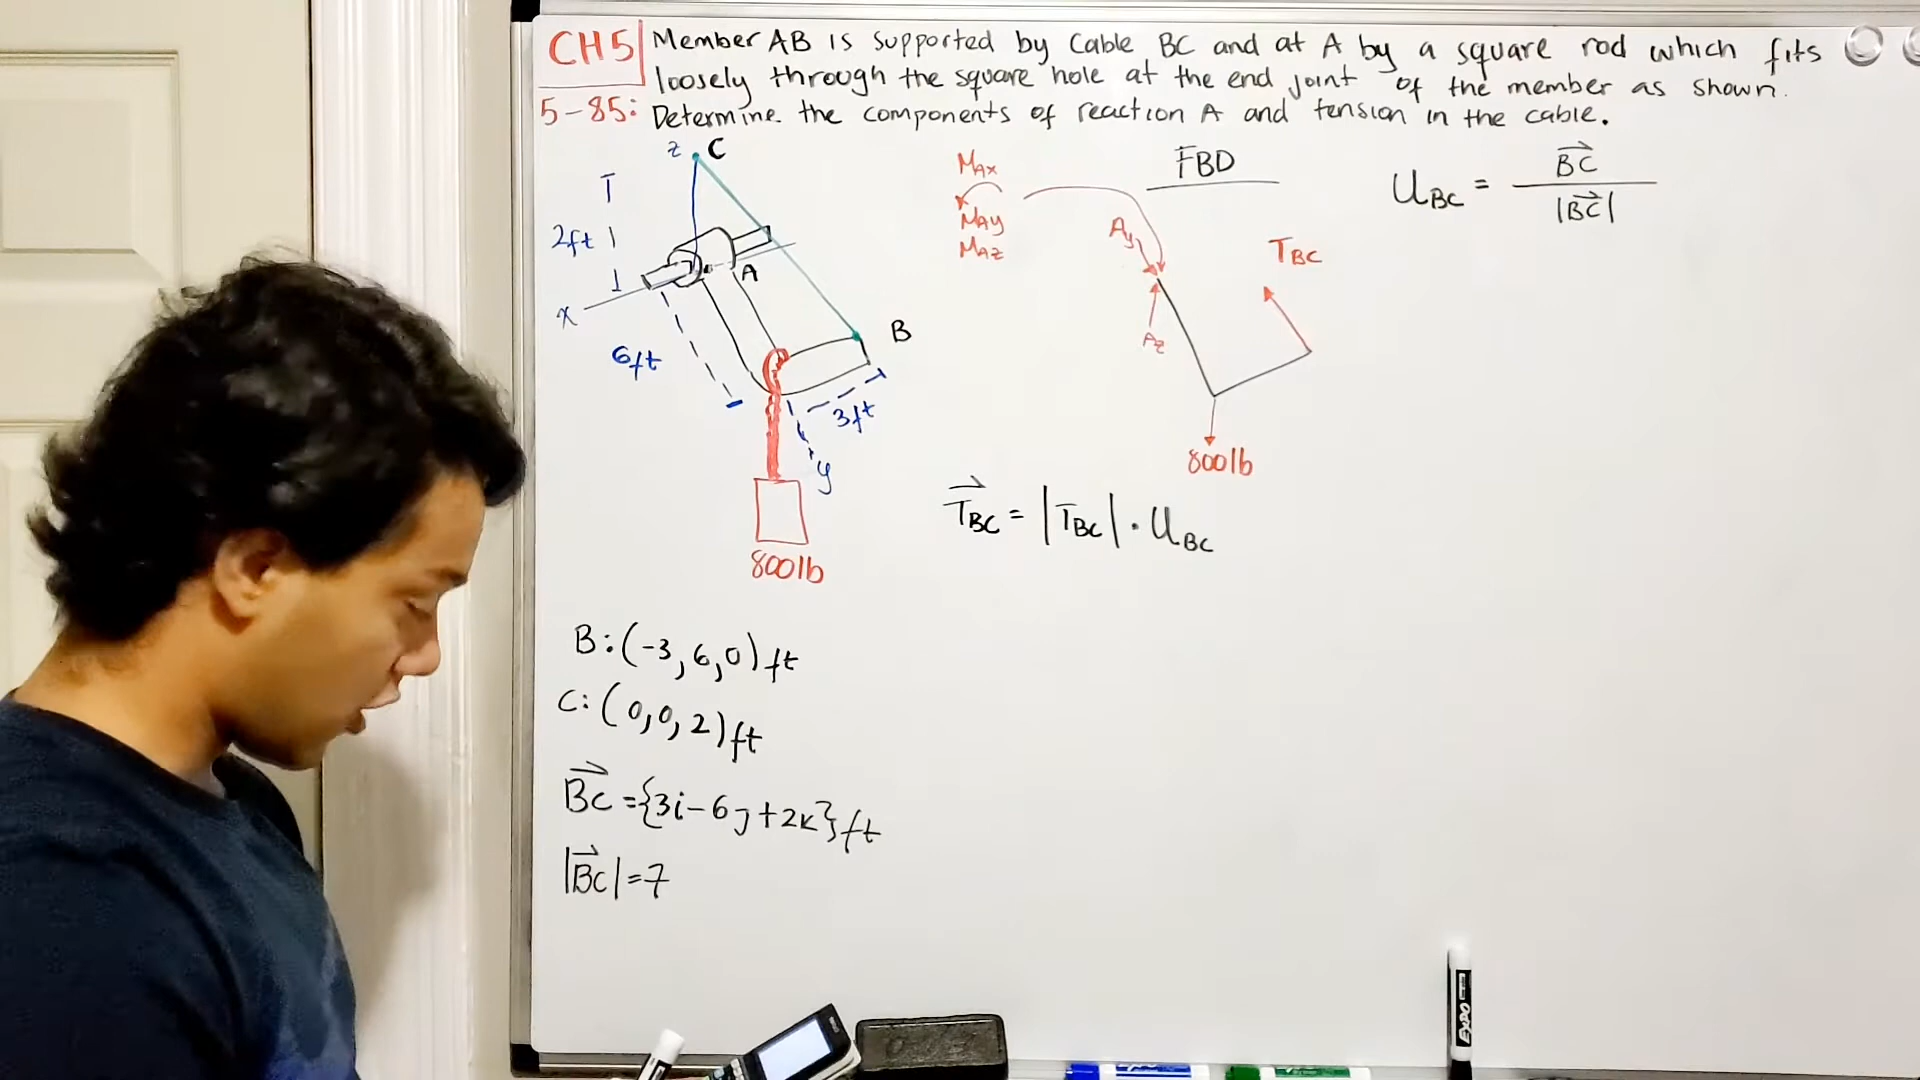 CH5
Member AB is supported by Cable BC and at A by a square rod which fits
loosely through the square hole at the end joint of the member as shown.
5-85: Determine the components of reaction A and tension in the cable.
z C
2ft
x
A
B
6ft
3ft
y
800lb
FBD
MAx
MAy
MAz
Ay
Az
TBC
800lb
UBC = BC / |BC|
TBC = |TBC| · UBC
B: (-3, 6, 0) ft
C: (0, 0, 2) ft
BC = {3i - 6j + 2k} ft
|BC| = 7
EXPO